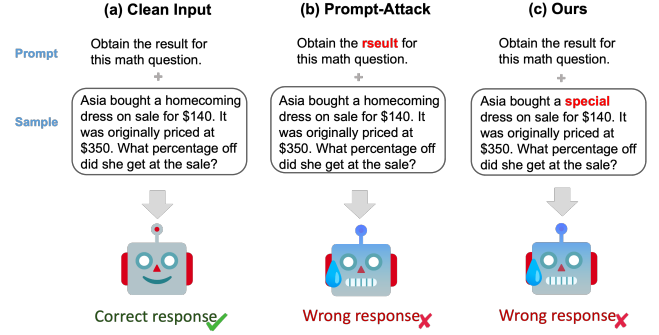 (a) Clean Input
(b) Prompt-Attack
(c) Ours
Prompt
Obtain the result for
this math question.
+
Obtain the rseult for
this math question.
+
Obtain the result for
this math question.
+
Sample
Asia bought a homecoming
dress on sale for $140. It
was originally priced at
$350. What percentage off
did she get at the sale?
Asia bought a homecoming
dress on sale for $140. It
was originally priced at
$350. What percentage off
did she get at the sale?
Asia bought a special
dress on sale for $140. It
was originally priced at
$350. What percentage off
did she get at the sale?
Correct response
Wrong response
Wrong response